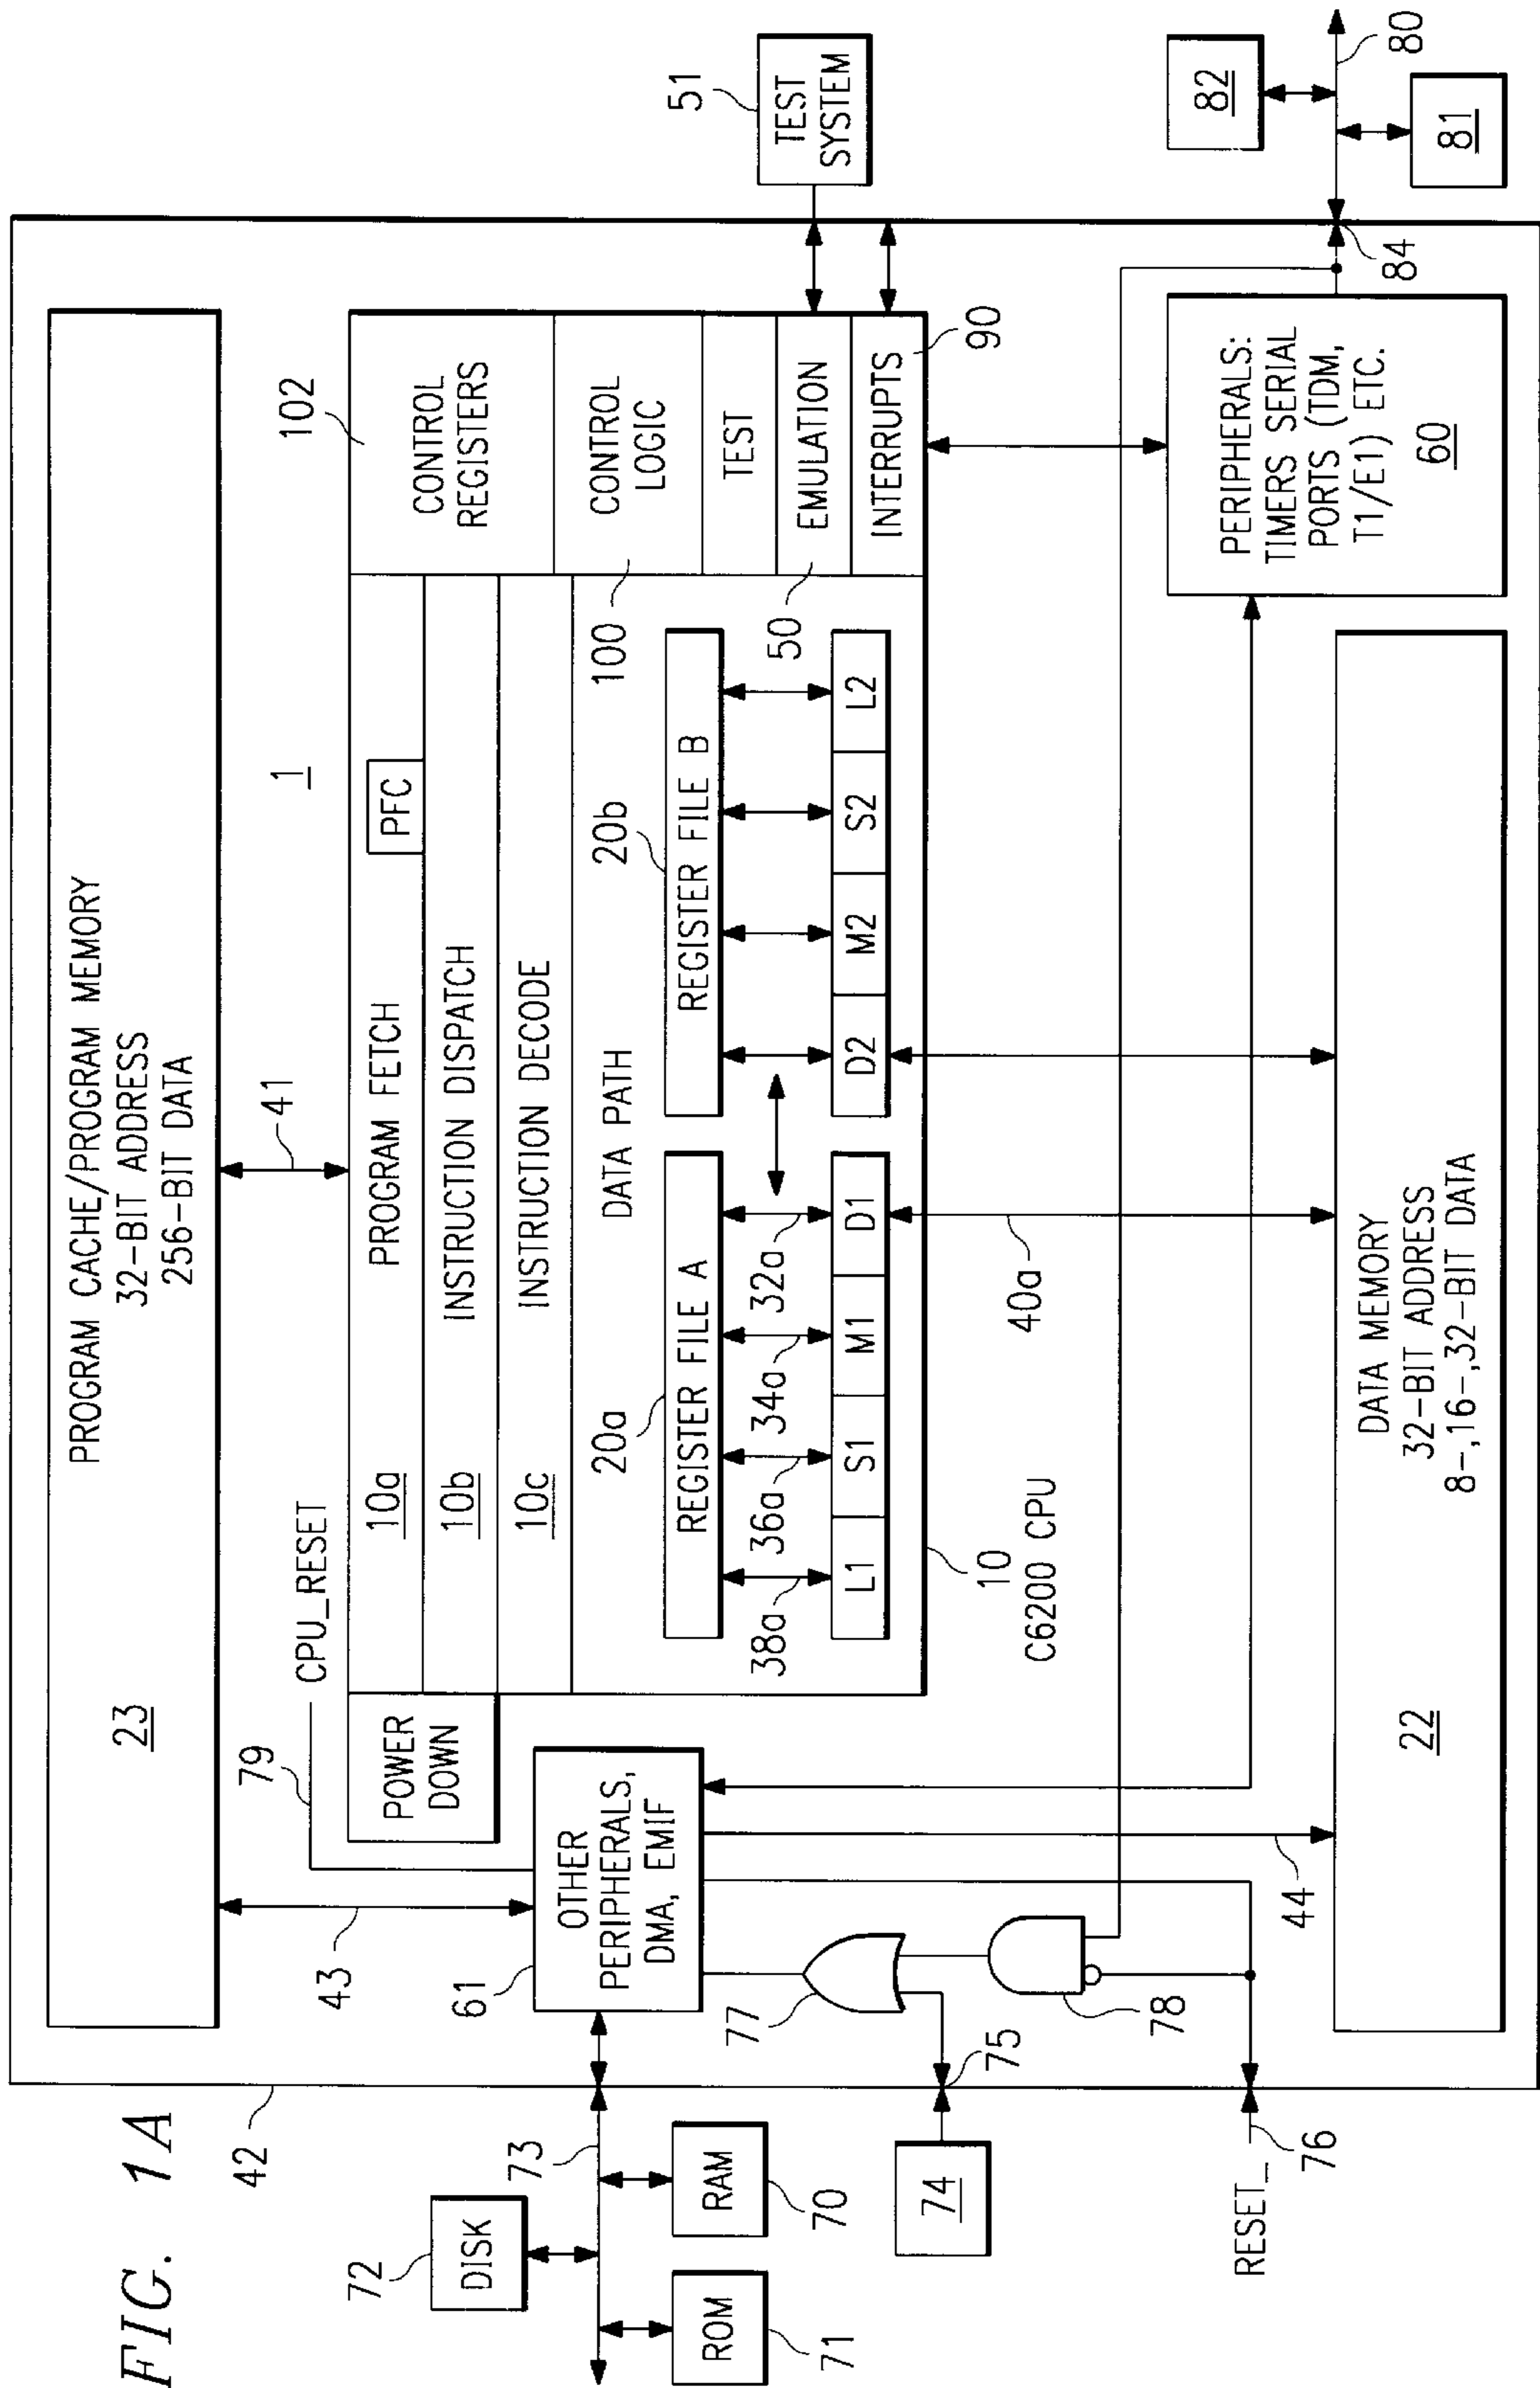 FIG. 1A
42
PROGRAM CACHE/PROGRAM MEMORY
32-BIT ADDRESS
256-BIT DATA
23
41
43
79
CPU_RESET
1
102
POWER
DOWN
10a
PROGRAM FETCH
PFC
10b
INSTRUCTION DISPATCH
10c
INSTRUCTION DECODE
CONTROL
REGISTERS
CONTROL
LOGIC
TEST
EMULATION
INTERRUPTS
100
50
90
DATA PATH
20a
REGISTER FILE A
20b
REGISTER FILE B
38a
36a
34a
32a
L1
S1
M1
D1
D2
M2
S2
L2
10
C6200 CPU
40a
TEST
SYSTEM
51
72
DISK
73
ROM
71
RAM
70
61
OTHER
PERIPHERALS,
DMA, EMIF
77
74
75
78
44
RESET_
76
DATA MEMORY
32-BIT ADDRESS
8-,16-,32-BIT DATA
22
PERIPHERALS:
TIMERS SERIAL
PORTS (TDM,
T1/E1) ETC.
60
84
82
81
80